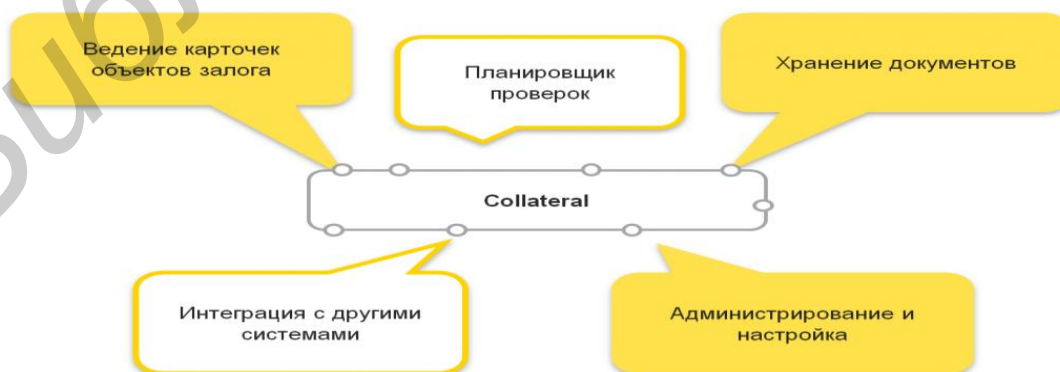 Ведение карточек
объектов залога
Планировщик
проверок
Хранение документов
Collateral
Интеграция с другими
системами
Администрирование и
настройка